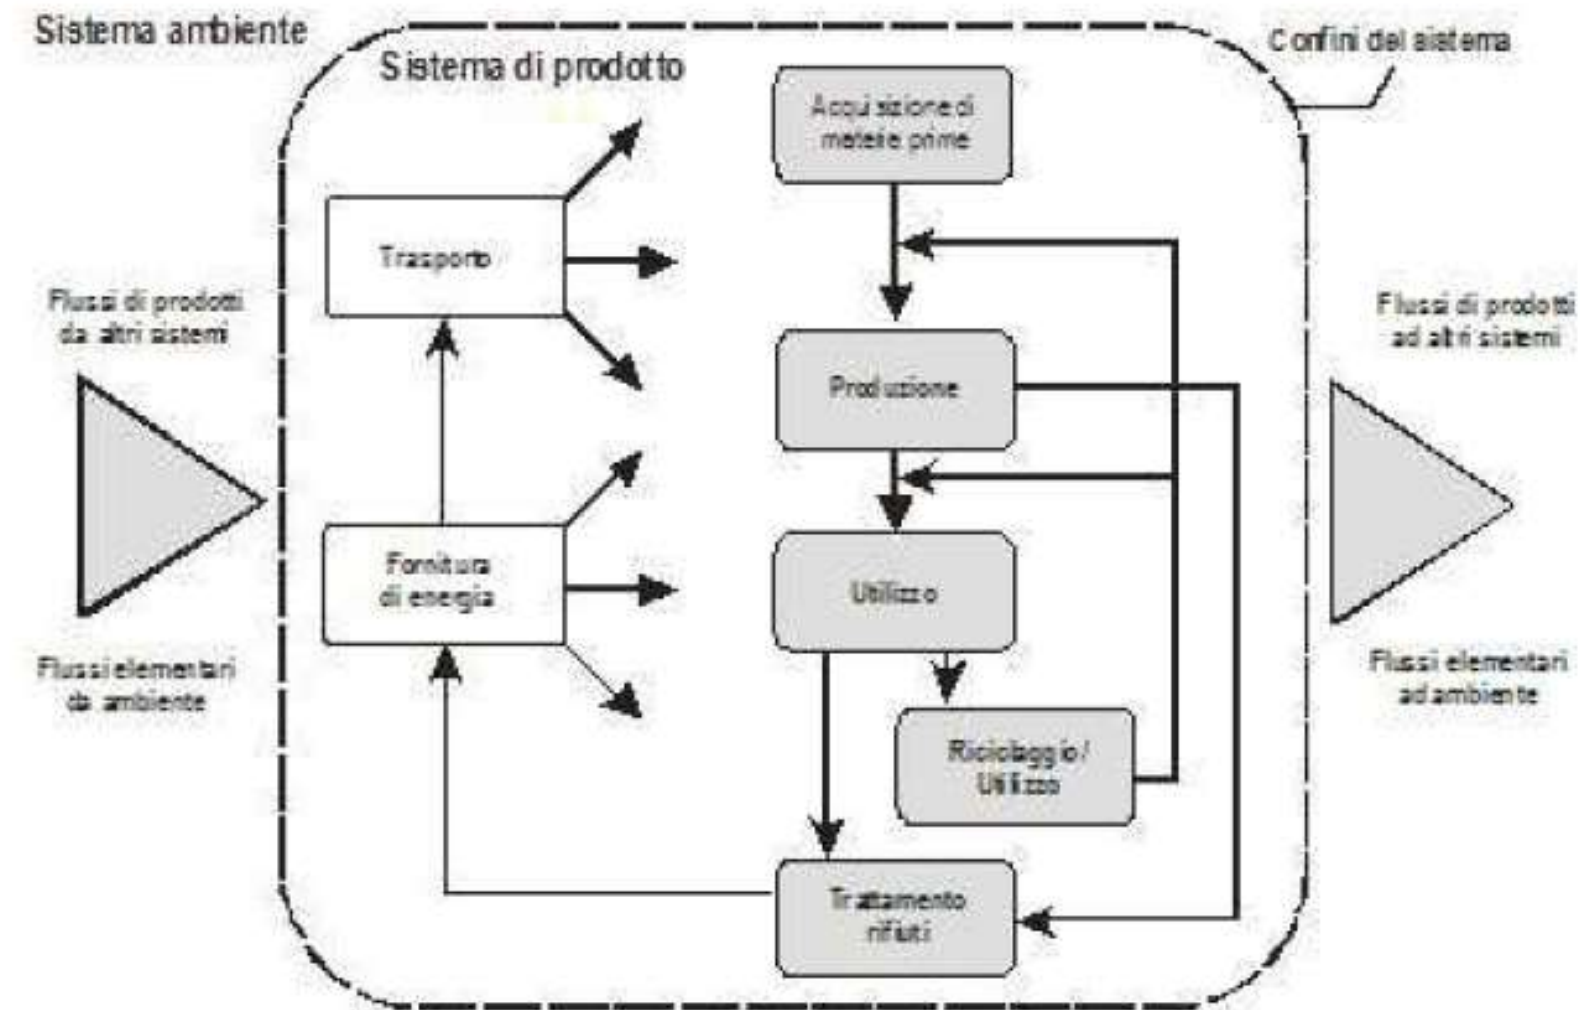 Sistema ambiente
Confini del sistema
Sistema di prodotto
Acquisizione di
materie prime
Trasporto
Flussi di prodotti
da altri sistemi
Flussi di prodotti
ad altri sistemi
Produzione
Fornitura
di energia
Utilizzo
Flussi elementari
da ambiente
Flussi elementari
ad ambiente
Riciclaggio/
Utilizzo
Trattamento
rifiuti